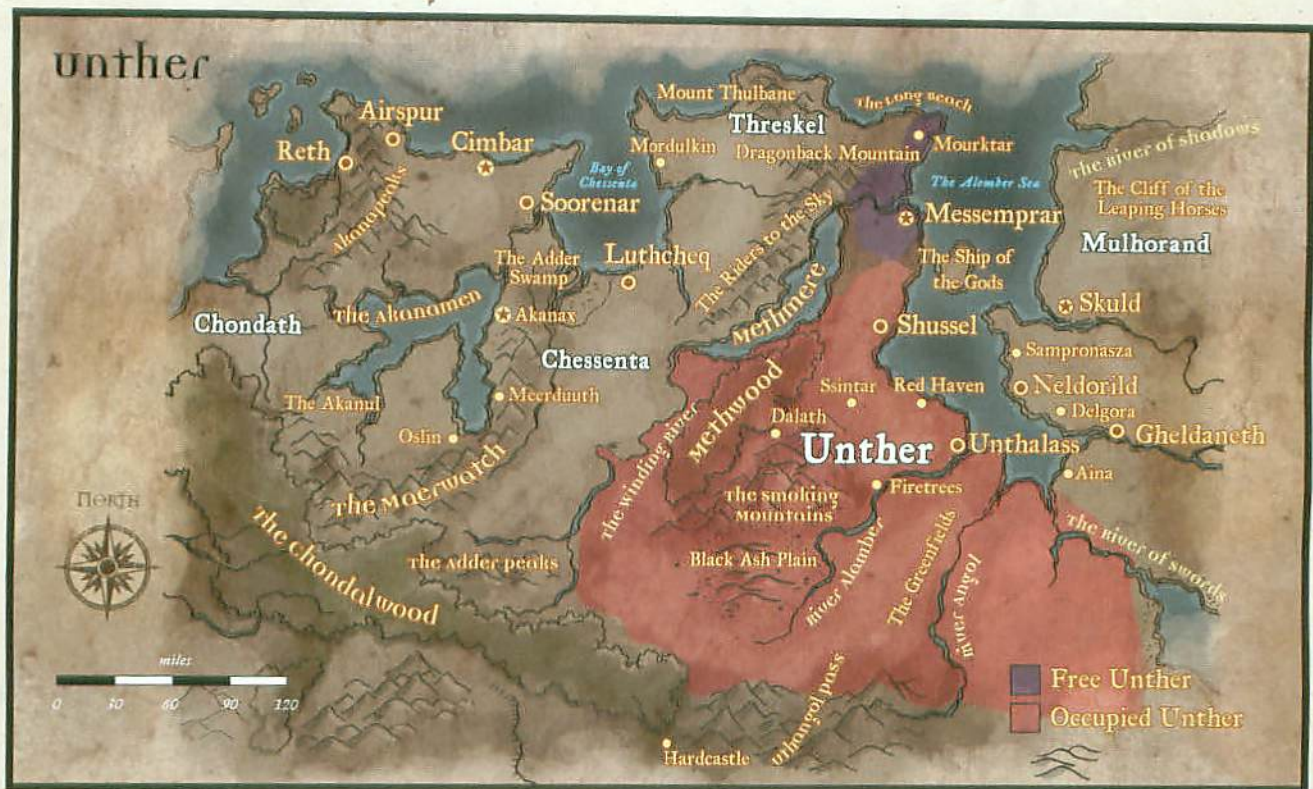 unther
Airspur
Reth
Cimbar
Soorenar
Akanapeaks
Bay of
Chessenta
Mount Thulbane
Threskel
Mordulkin
Dragonback Mountain
The Long Beach
Mourktar
The River of Shadows
The Alomber Sea
The Cliff of the
Leaping Horses
Mulhorand
Messemprar
The Ship of
the Gods
Skuld
The Riders to the Sky
Methmere
Luthcheq
The Adder
Swamp
The Akanamen
Akanax
Chondath
Chessenta
Shussel
Sampronasza
Neldorild
Delgora
Gheldaneth
The Akanul
Meerduuth
Oslin
The Maerwatch
The Winding River
Methwood
Ssintar
Red Haven
Dalath
Unther
Unthalass
Aina
Firetrees
The Smoking
Mountains
North
The Chondalwood
The Adder Peaks
Black Ash Plain
River Alamber
The Greenfields
River Angol
The River of Swords
miles
0 30 60 90 120
Uthangol Pass
Hardcastle
Free Unther
Occupied Unther